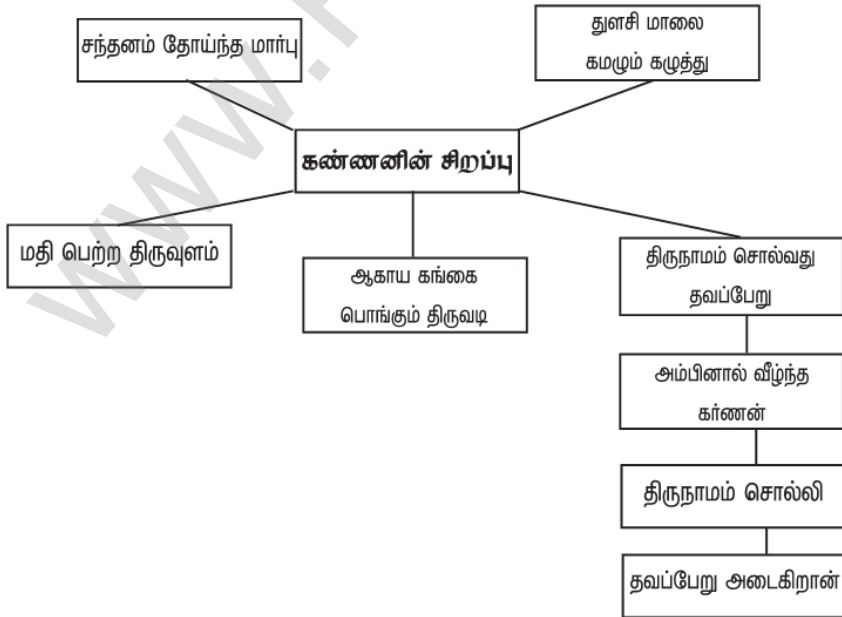 சந்தனம் தோய்ந்த மார்பு
துளசி மாலை
கமழும் கழுத்து
கண்ணனின் சிறப்பு
மதி பெற்ற திருவுளம்
ஆகாய கங்கை
பொங்கும் திருவடி
திருநாமம் சொல்வது
தவப்பேறு
அம்பினால் வீழ்ந்த
கர்ணன்
திருநாமம் சொல்லி
தவப்பேறு அடைகிறான்
www.